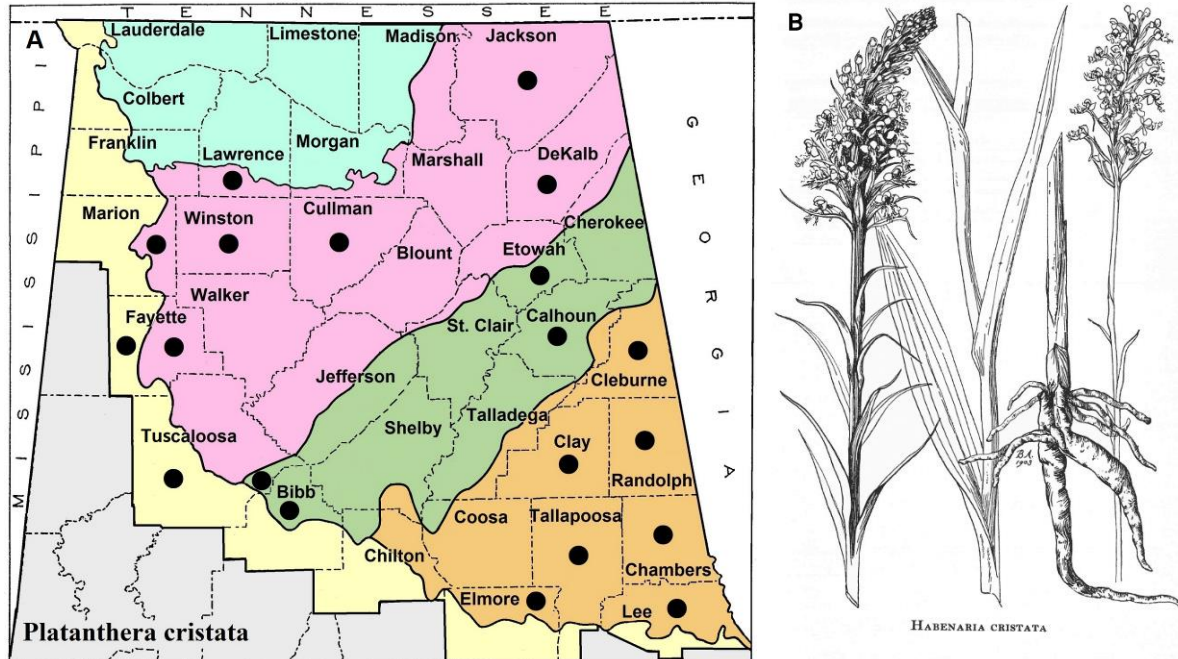 T E N N E S S E E
A
Lauderdale Limestone Madison Jackson
Colbert
Franklin Lawrence Morgan Marshall DeKalb
Marion Winston Cullman Cherokee
Blount Etowah
Walker
Fayette St. Clair Calhoun
Jefferson Cleburne
Talladega
Tuscaloosa Shelby Clay
Randolph
Bibb
Coosa Tallapoosa
Chilton Chambers
Elmore Lee
MISSISSIPPI
GEORGIA
Platanthera cristata
B
B.A.
1903
HABENARIA CRISTATA